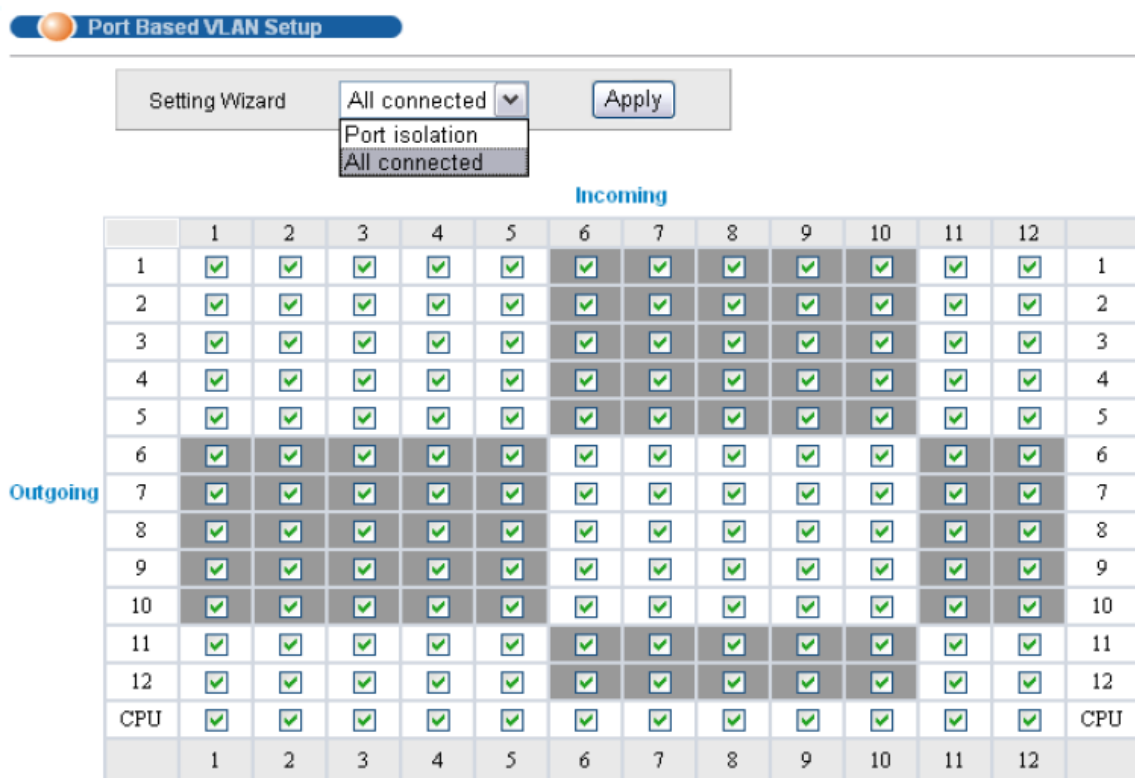 Port Based VLAN Setup
Setting Wizard All connected Apply
Port isolation
All connected
Incoming
1 2 3 4 5 6 7 8 9 10 11 12
1 1
2 2
3 3
4 4
5 5
6 6
Outgoing 7 7
8 8
9 9
10 10
11 11
12 12
CPU CPU
1 2 3 4 5 6 7 8 9 10 11 12